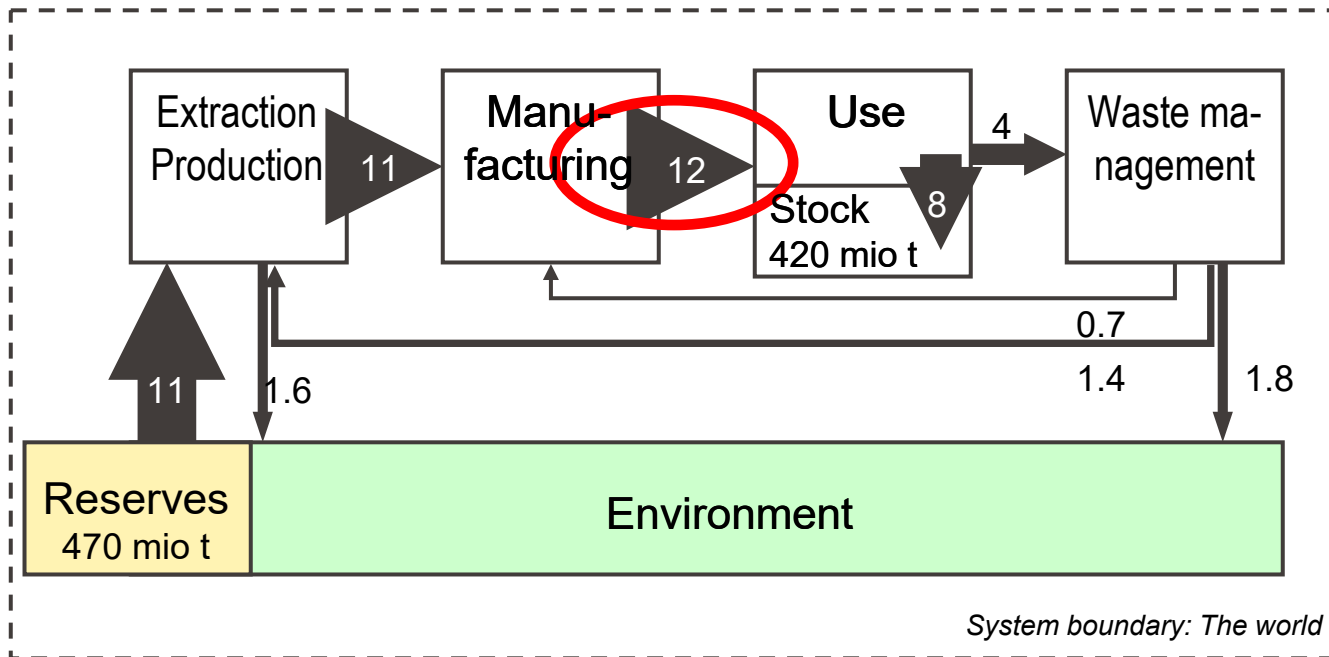 Extraction
Production
11
Manu-
facturing
12
Use
8
Stock
420 mio t
4
Waste ma-
nagement
0.7
1.4
1.8
11
1.6
Reserves
470 mio t
Environment
System boundary: The world